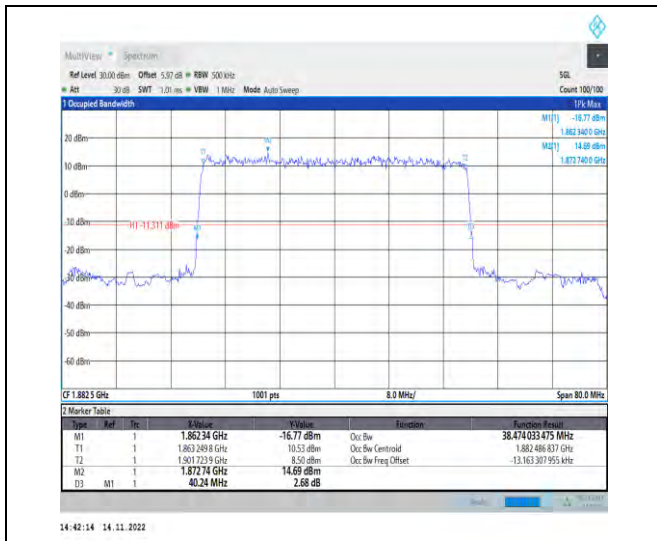 MultiView Spectrum
Ref Level 30.00 dBm Offset 5.97 dB RBW 500 kHz SGL
Att 30 dB SWT 1.01 ms VBW 1 MHz Mode Auto Sweep Count 100/100
1 Occupied Bandwidth 1Pk Max
M1[1] -16.77 dBm
1.862 340 0 GHz
M2[1] 14.69 dBm
1.872 740 0 GHz
20 dBm
10 dBm
0 dBm
-10 dBm
H1 -11.311 dBm
-20 dBm
-30 dBm
-40 dBm
-50 dBm
-60 dBm
T1
M2
T2
M1
D3
CF 1.882 5 GHz 1001 pts 8.0 MHz/ Span 80.0 MHz
2 Marker Table
Type Ref Trc X-Value Y-Value Function Function Result
M1 1 1.86234 GHz -16.77 dBm Occ Bw 38.474 033 475 MHz
T1 1 1.863 249 8 GHz 10.53 dBm Occ Bw Centroid 1.882 486 837 GHz
T2 1 1.901 723 9 GHz 8.50 dBm Occ Bw Freq Offset -13.163 307 955 kHz
M2 1 1.87274 GHz 14.69 dBm
D3 M1 1 40.24 MHz 2.68 dB
14:42:14 14.11.2022